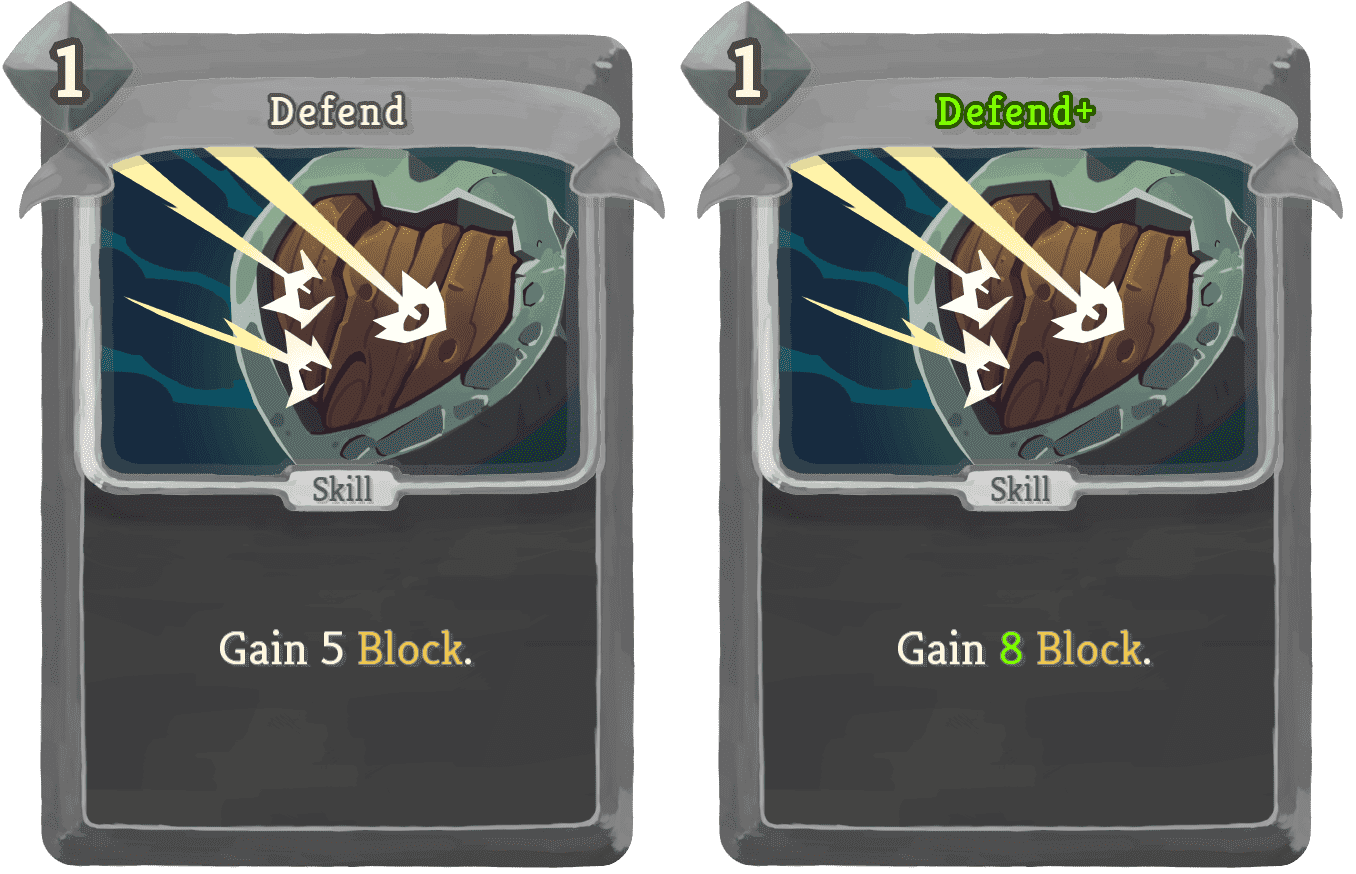 1
Defend
Skill
Gain 5 Block.
1
Defend+
Skill
Gain 8 Block.